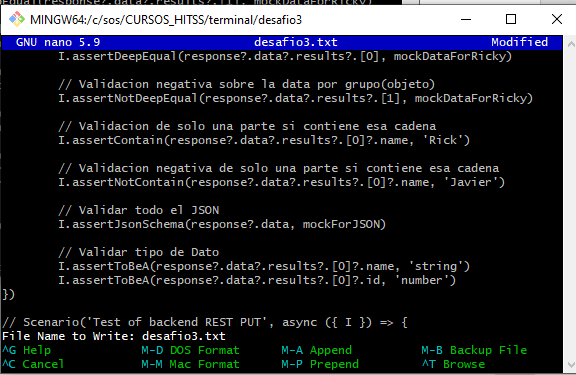 MINGW64:/c/sos/CURSOS_HITSS/terminal/desafio3
GNU nano 5.9 desafio3.txt Modified
I.assertDeepEqual(response?.data?.results?.[0], mockDataForRicky)
// Validacion negativa sobre la data por grupo(objeto)
I.assertNotDeepEqual(response?.data?.results?.[1], mockDataForRicky)
// Validacion de solo una parte si contiene esa cadena
I.assertContain(response?.data?.results?.[0]?.name, 'Rick')
// Validacion negativa de solo una parte si contiene esa cadena
I.assertNotContain(response?.data?.results?.[0]?.name, 'Javier')
// Validar todo el JSON
I.assertJsonSchema(response?.data, mockForJSON)
// Validar tipo de Dato
I.assertToBeA(response?.data?.results?.[0]?.name, 'string')
I.assertToBeA(response?.data?.results?.[0]?.id, 'number')
})
// Scenario('Test of backend REST PUT', async ({ I }) => {
File Name to Write: desafio3.txt
^G Help M-D DOS Format M-A Append M-B Backup File
^C Cancel M-M Mac Format M-P Prepend ^T Browse